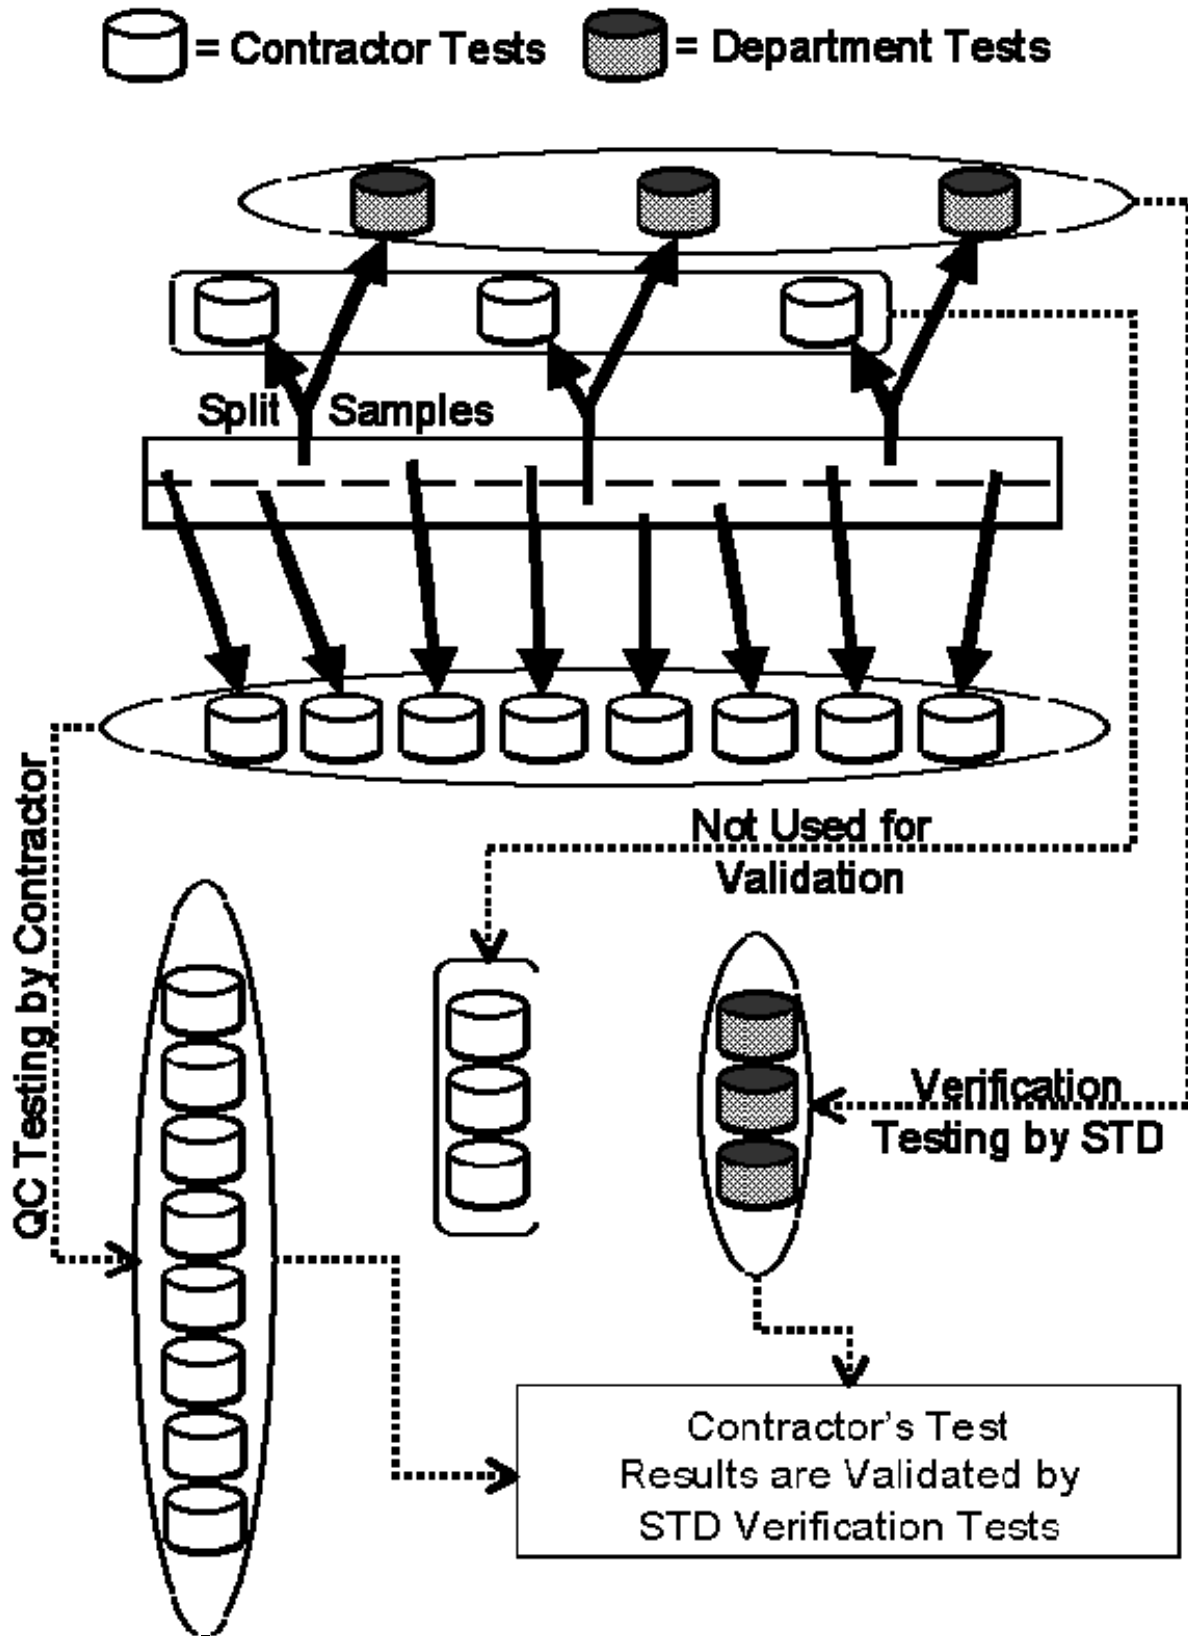 = Contractor Tests
= Department Tests
Split Samples
Not Used for
Validation
QC Testing by Contractor
Verification
Testing by STD
Contractor's Test
Results are Validated by
STD Verification Tests